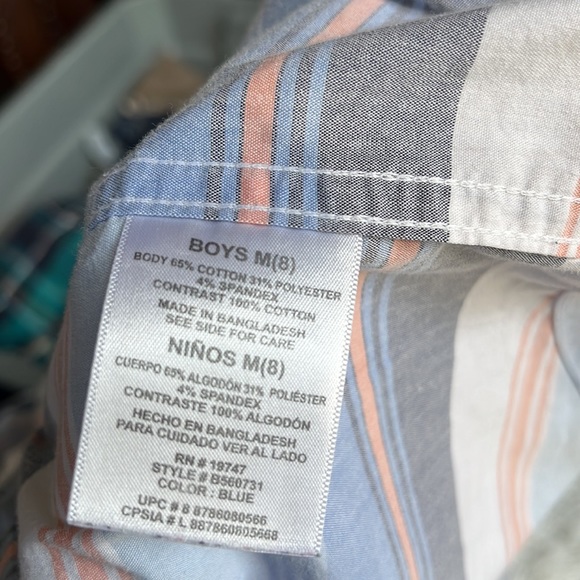 BOYS M(8)
BODY 65% COTTON 31% POLYESTER
4% SPANDEX
CONTRAST 100% COTTON
MADE IN BANGLADESH
SEE SIDE FOR CARE
NIÑOS M(8)
CUERPO 65% ALGODÓN 31% POLIÉSTER
4% SPANDEX
CONTRASTE 100% ALGODÓN
HECHO EN BANGLADESH
PARA CUIDADO VER AL LADO
RN # 19747
STYLE # B560731
COLOR : BLUE
UPC # 8 8786080566
CPSIA # L 887860805668